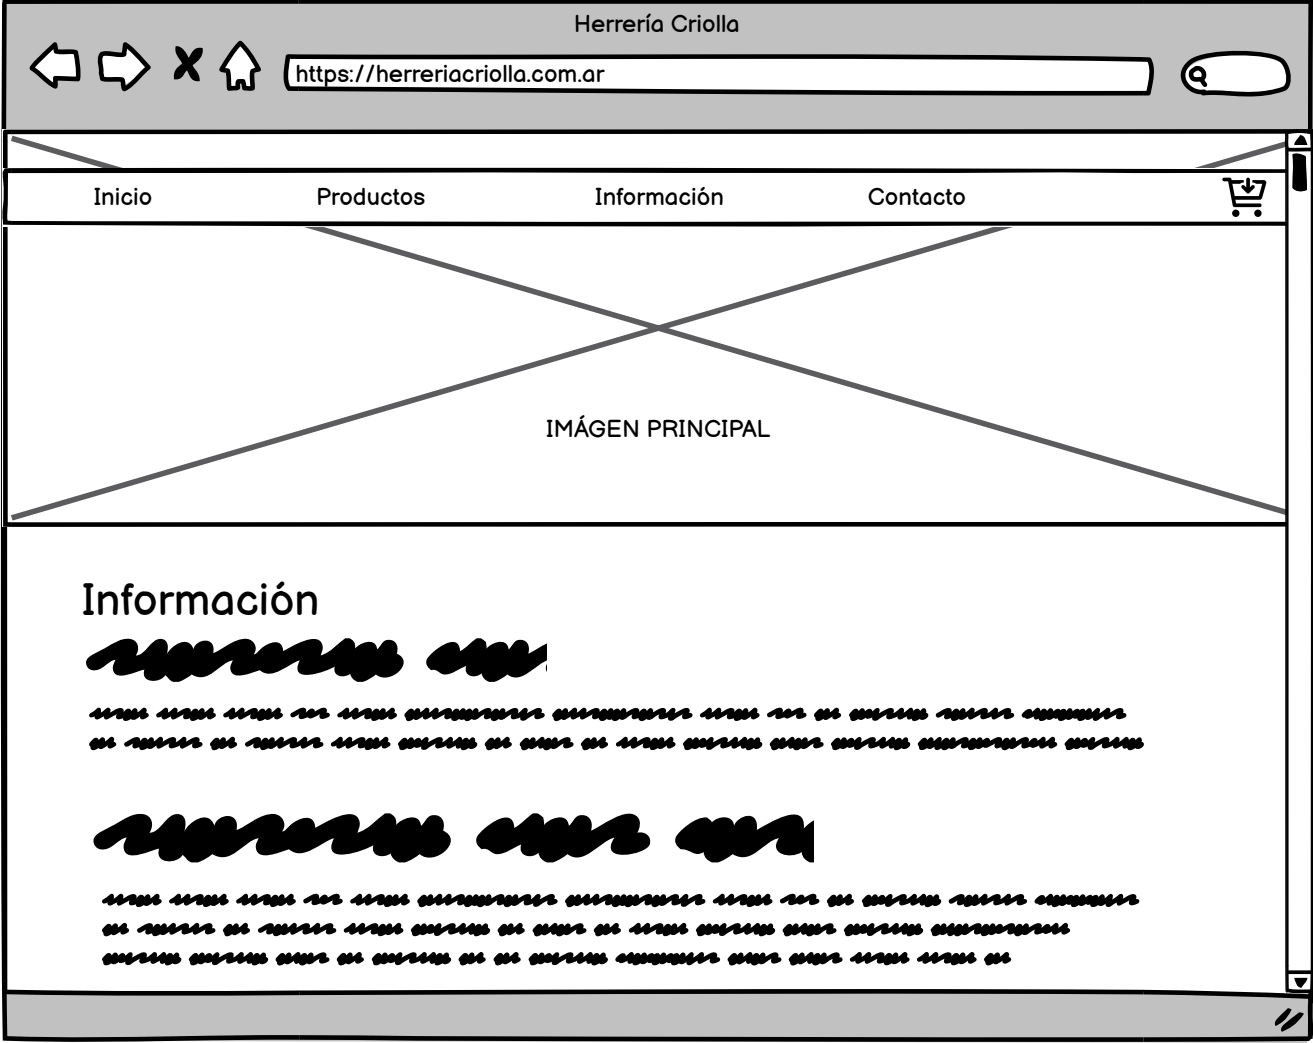 Herrería Criolla
https://herreriacriolla.com.ar
Inicio Productos Información Contacto
IMÁGEN PRINCIPAL
Información